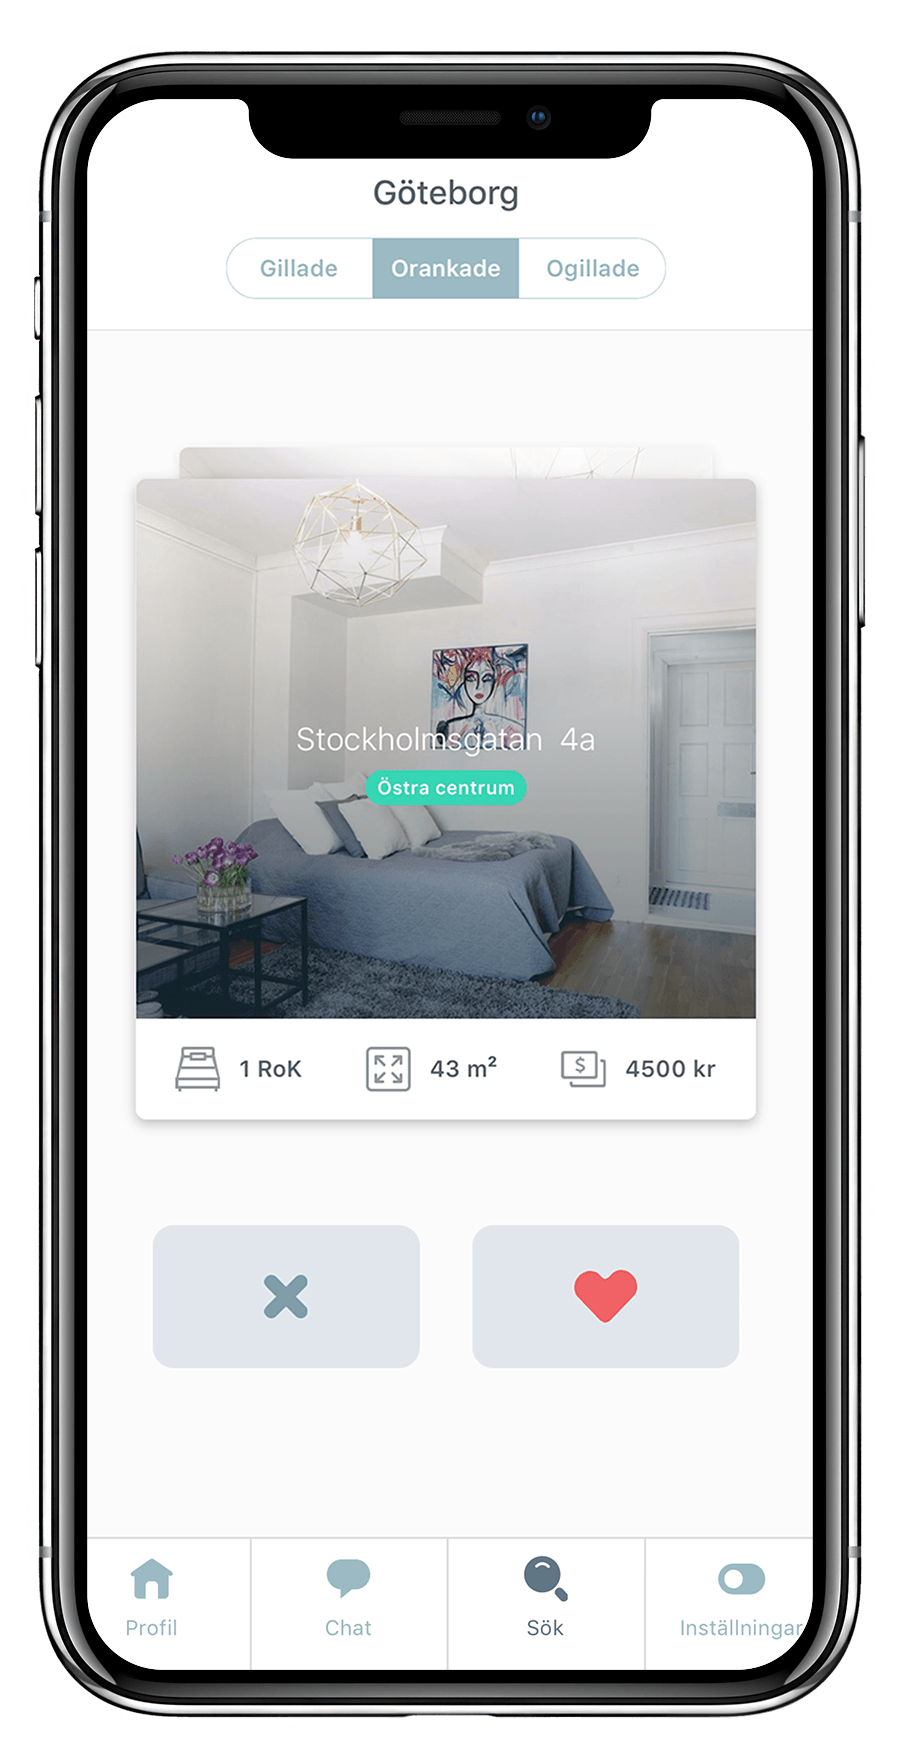 Göteborg
Gillade Orankade Ogillade
Stockholmsgatan 4a
Östra centrum
1 RoK 43 m² 4500 kr
Profil Chat Sök Inställningar